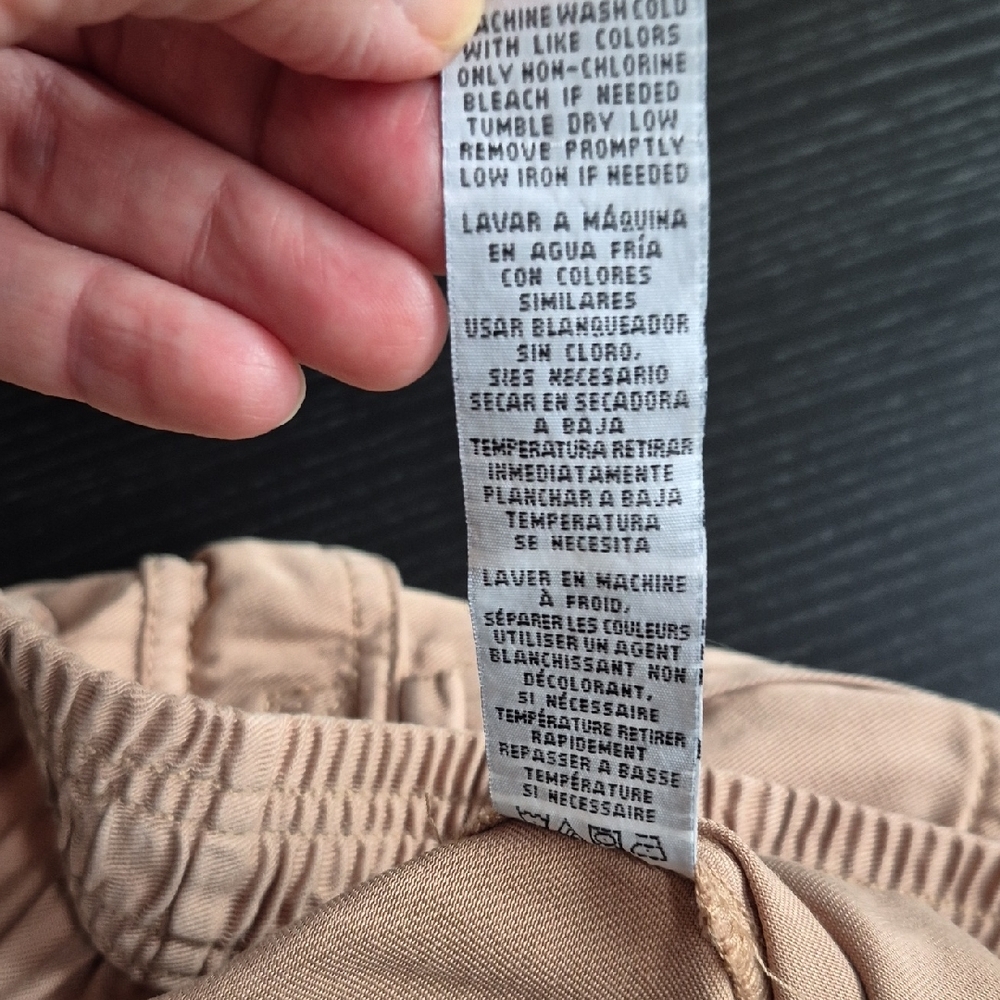 MACHINE WASH COLD
WITH LIKE COLORS
ONLY NON-CHLORINE
BLEACH IF NEEDED
TUMBLE DRY LOW
REMOVE PROMPTLY
LOW IRON IF NEEDED
LAVAR A MÁQUINA
EN AGUA FRÍA
CON COLORES
SIMILARES
USAR BLANQUEADOR
SIN CLORO,
SIES NECESARIO
SECAR EN SECADORA
A BAJA
TEMPERATURA RETIRAR
INMEDIATAMENTE
PLANCHAR A BAJA
TEMPERATURA
SE NECESITA
LAVER EN MACHINE
À FROID,
SÉPARER LES COULEURS
UTILISER UN AGENT
BLANCHISSANT NON
DÉCOLORANT,
SI NÉCESSAIRE
TEMPÉRATURE RETIRER
RAPIDEMENT
REPASSER A BASSE
TEMPÉRATURE
SI NECESSAIRE